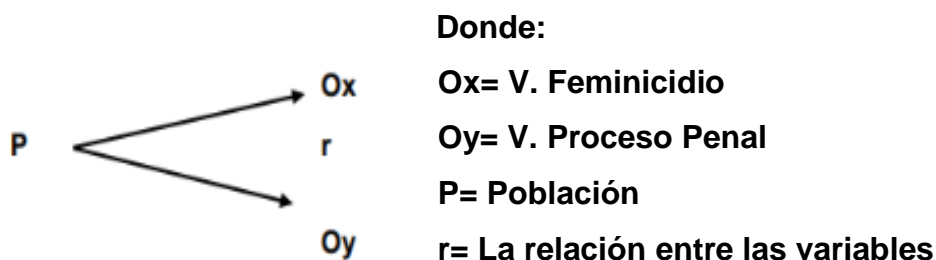 Donde:
Ox
Ox= V. Feminicidio
P
r
Oy= V. Proceso Penal
P= Población
Oy
r= La relación entre las variables